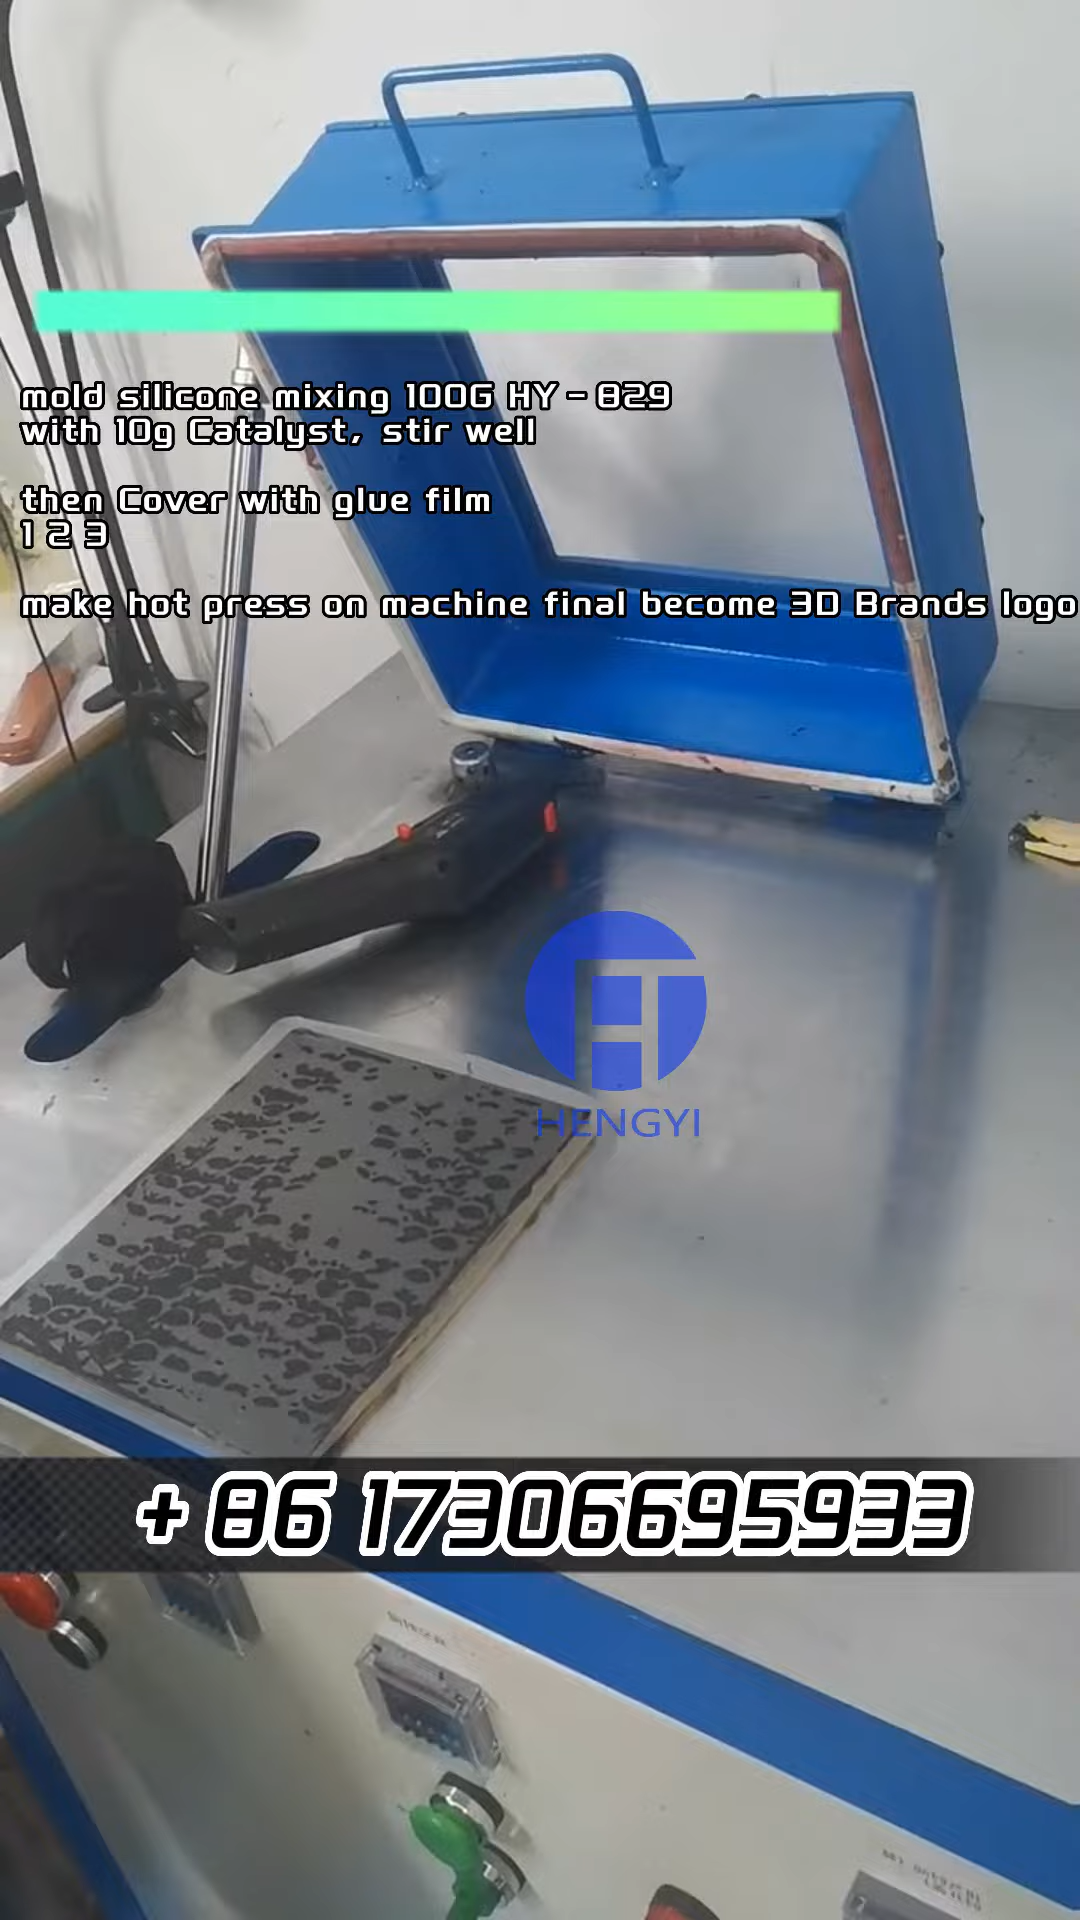 mold silicone mixing 100G HY - 829
with 10g Catalyst, stir well
then Cover with glue film
1 2 3
make hot press on machine final become 3D Brands logo
HENGYI
+ 86 17306695933